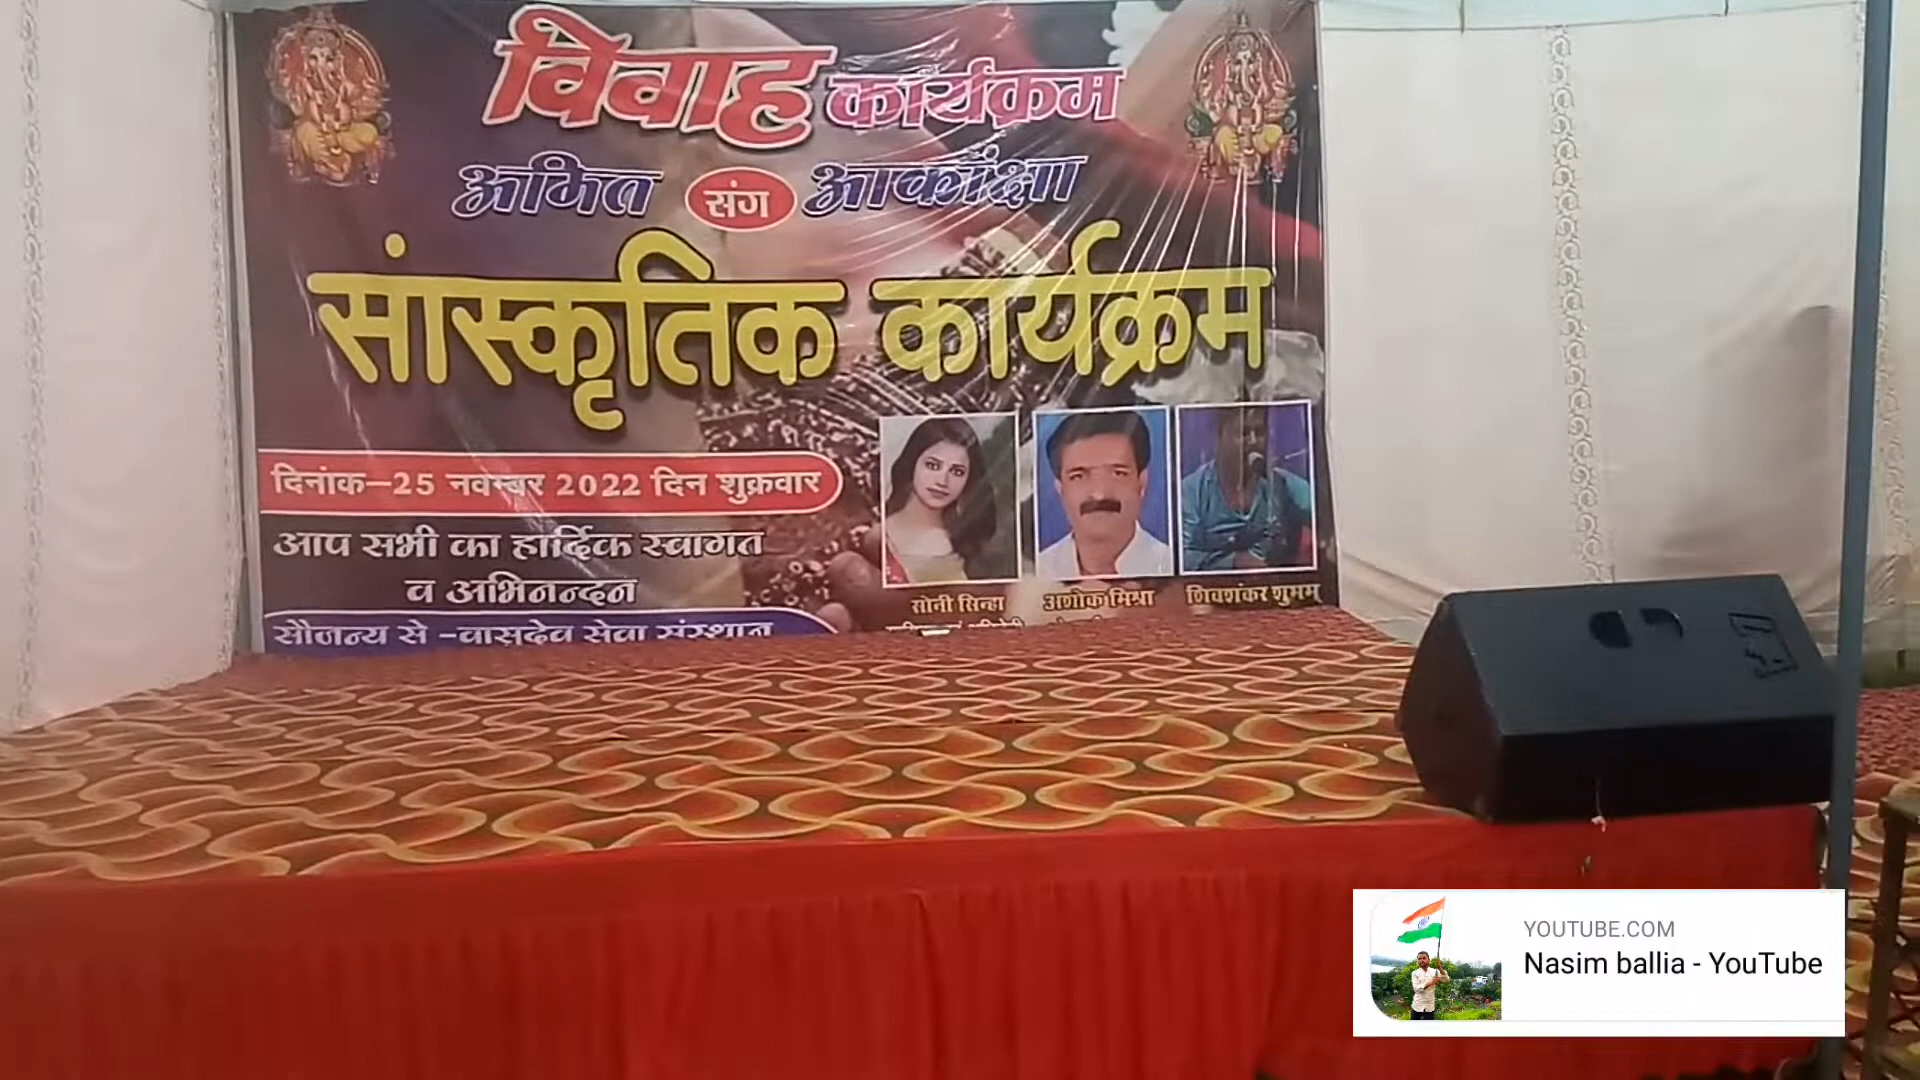 विवाह कार्यक्रम
अमित संग आकांक्षा
सांस्कृतिक कार्यक्रम
दिनांक–25 नवम्बर 2022 दिन शुक्रवार
आप सभी का हार्दिक स्वागत
व अभिनन्दन
सौजन्य से –वासुदेव सेवा संस्थान
सोनी सिन्हा
अशोक मिश्रा
शिवशंकर शुभम्
YOUTUBE.COM
Nasim ballia - YouTube